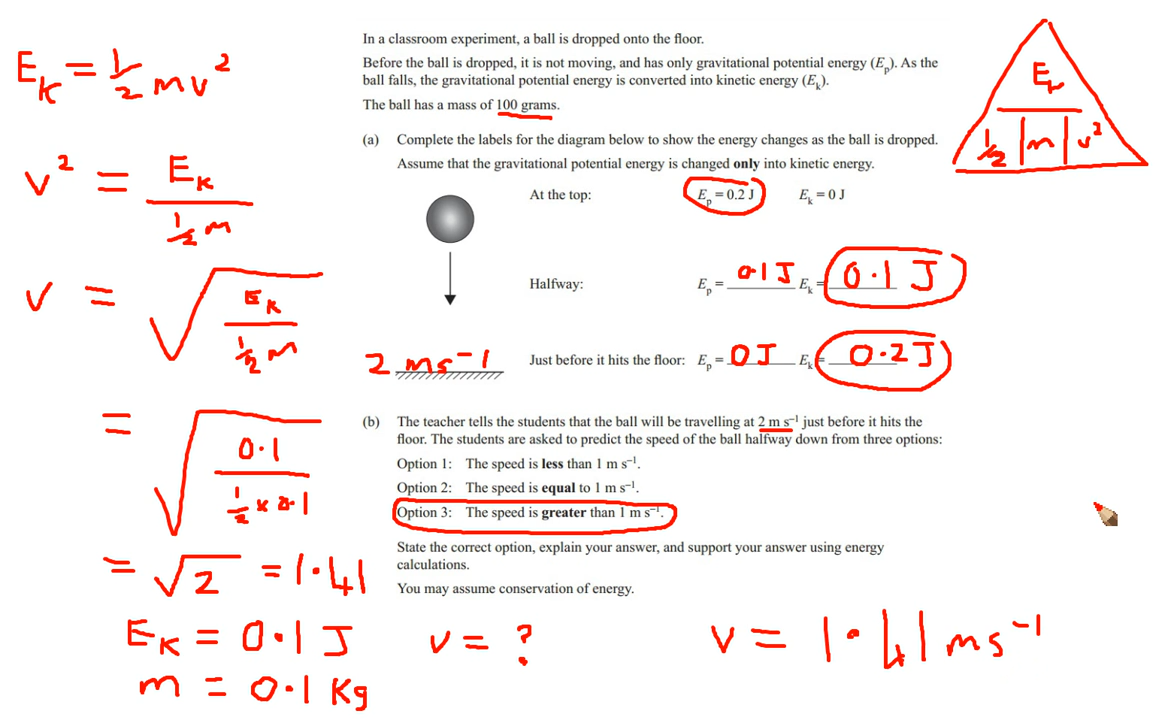 In a classroom experiment, a ball is dropped onto the floor.
Before the ball is dropped, it is not moving, and has only gravitational potential energy (Eₚ). As the
ball falls, the gravitational potential energy is converted into kinetic energy (Eₖ).
The ball has a mass of 100 grams.
(a) Complete the labels for the diagram below to show the energy changes as the ball is dropped.
Assume that the gravitational potential energy is changed only into kinetic energy.
At the top: Eₚ = 0.2 J Eₖ = 0 J
Halfway: Eₚ = 0.1 J Eₖ = 0.1 J
Just before it hits the floor: Eₚ = 0 J Eₖ = 0.2 J
2 ms⁻¹
(b) The teacher tells the students that the ball will be travelling at 2 m s⁻¹ just before it hits the
floor. The students are asked to predict the speed of the ball halfway down from three options:
Option 1: The speed is less than 1 m s⁻¹.
Option 2: The speed is equal to 1 m s⁻¹.
Option 3: The speed is greater than 1 m s⁻¹.
State the correct option, explain your answer, and support your answer using energy
calculations.
You may assume conservation of energy.
Eₖ = ½ mv²
v² = Eₖ / ½ m
v = √(Eₖ / ½ m)
= √(0.1 / ½ × 0.1)
= √2 = 1.41
Eₖ = 0.1 J v = ?
m = 0.1 Kg
v = 1.41 ms⁻¹
Eₖ
½ | m | v²